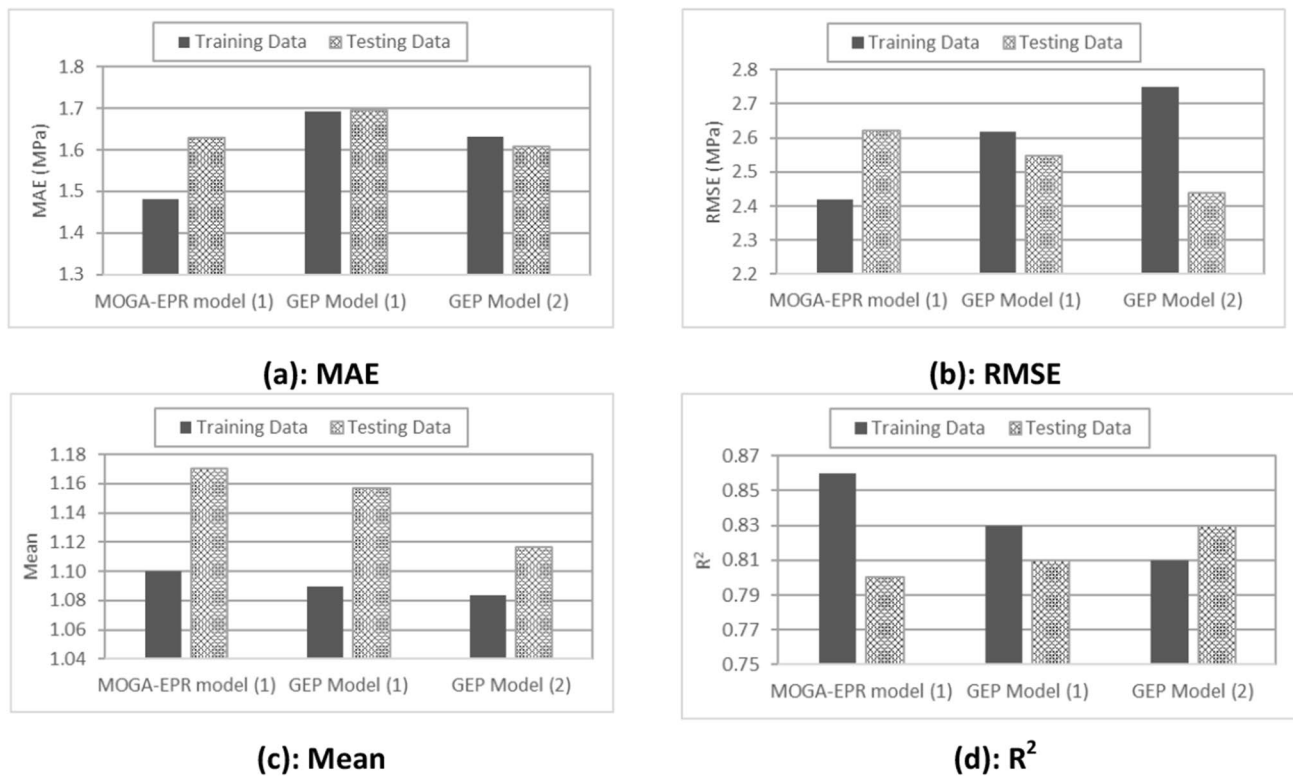 Training Data Testing Data
1.8
1.7
1.6
1.5
1.4
1.3
MAE (MPa)
MOGA-EPR model (1) GEP Model (1) GEP Model (2)
(a): MAE
Training Data Testing Data
2.8
2.7
2.6
2.5
2.4
2.3
2.2
RMSE (MPa)
MOGA-EPR model (1) GEP Model (1) GEP Model (2)
(b): RMSE
Training Data Testing Data
1.18
1.16
1.14
1.12
1.10
1.08
1.06
1.04
Mean
MOGA-EPR model (1) GEP Model (1) GEP Model (2)
(c): Mean
Training Data Testing Data
0.87
0.85
0.83
0.81
0.79
0.77
0.75
R²
MOGA-EPR model (1) GEP Model (1) GEP Model (2)
(d): R²